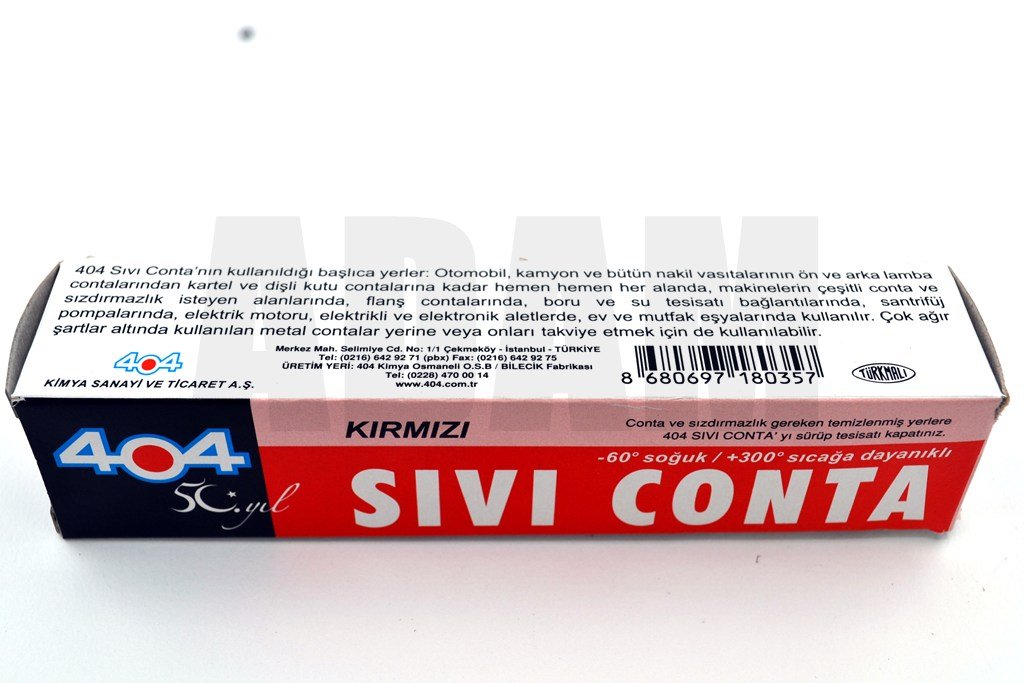 ADAM
404 Sıvı Conta'nın kullanıldığı başlıca yerler: Otomobil, kamyon ve bütün nakil vasıtalarının ön ve arka lamba
contalarından kartel ve dişli kutu contalarına kadar hemen hemen her alanda, makinelerin çeşitli conta ve
sızdırmazlık isteyen alanlarında, flanş contalarında, boru ve su tesisatı bağlantılarında, santrifüj
pompalarında, elektrik motoru, elektrikli ve elektronik aletlerde, ev ve mutfak eşyalarında kullanılır. Çok ağır
şartlar altında kullanılan metal contalar yerine veya onları takviye etmek için de kullanılabilir.
404
KİMYA SANAYİ VE TİCARET A.Ş.
Merkez Mah. Selimiye Cd. No: 1/1 Çekmeköy - İstanbul - TÜRKİYE
Tel: (0216) 642 92 71 (pbx) Fax: (0216) 642 92 75
ÜRETİM YERİ: 404 Kimya Osmaneli O.S.B / BİLECİK Fabrikası
Tel: (0228) 470 00 14
www.404.com.tr
8 680697 180357
TÜRKMALI
404
50.yıl
KIRMIZI
Conta ve sızdırmazlık gereken temizlenmiş yerlere
404 SIVI CONTA' yı sürüp tesisatı kapatınız.
-60° soğuk / +300° sıcağa dayanıklı
SIVI CONTA